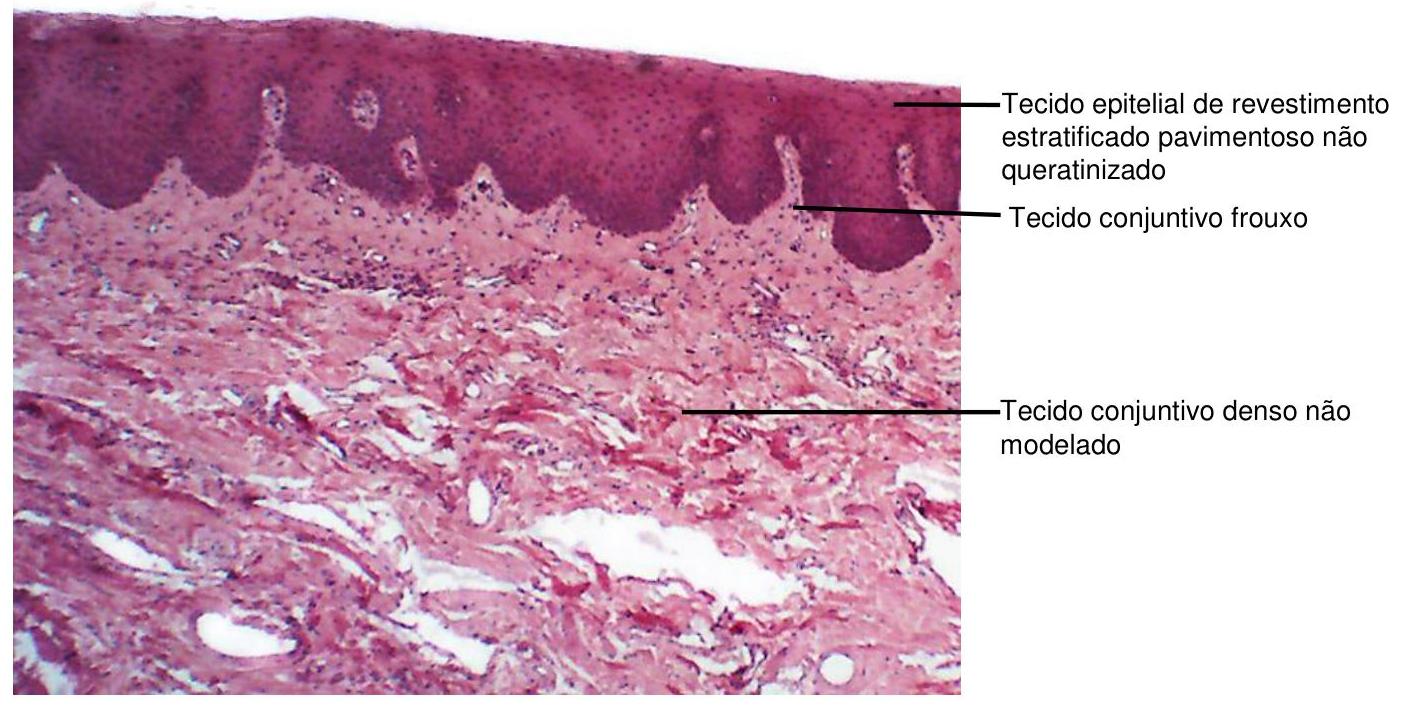 Tecido epitelial de revestimento
estratificado pavimentoso não
queratinizado
Tecido conjuntivo frouxo
Tecido conjuntivo denso não
modelado